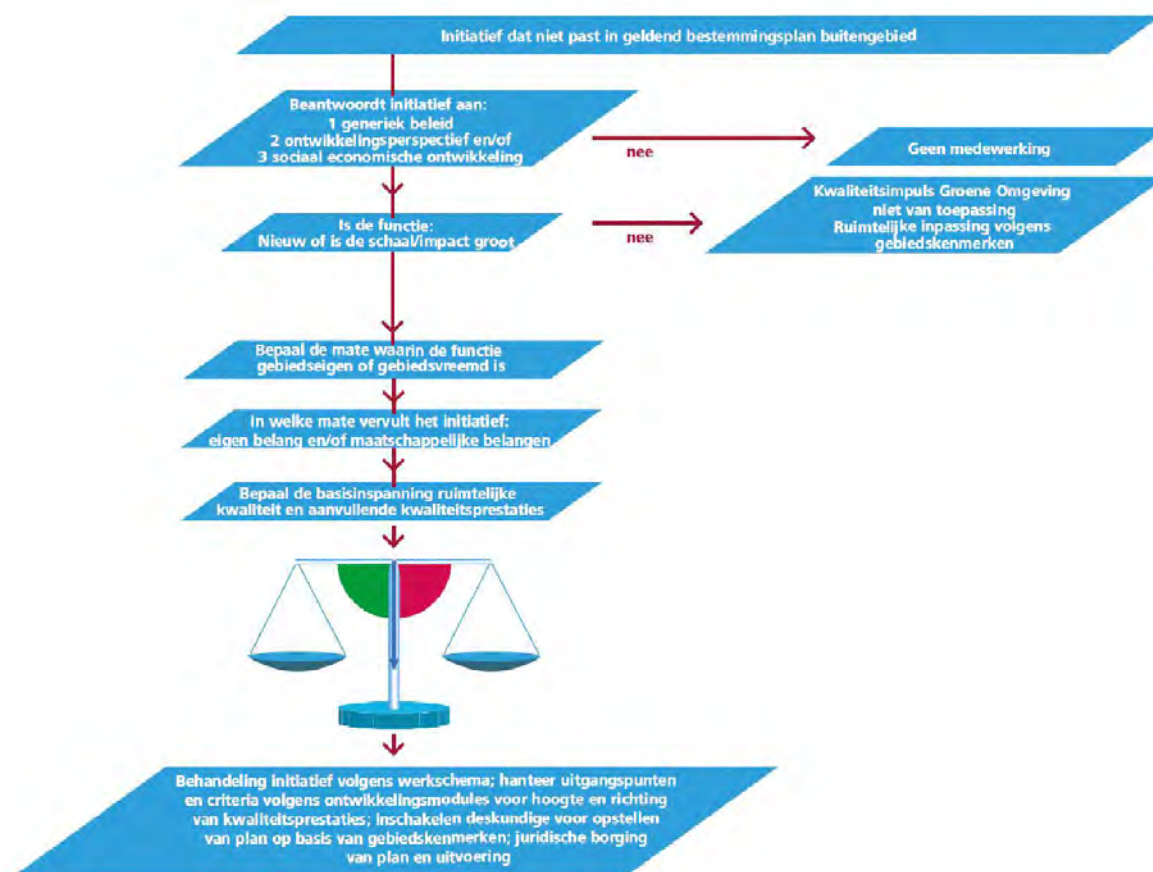 Initiatief dat niet past in geldend bestemmingsplan buitengebied
Beantwoordt initiatief aan:
1 generiek beleid
2 ontwikkelingsperspectief en/of
3 sociaal economische ontwikkeling
nee
Geen medewerking
Is de functie:
Nieuw of is de schaal/impact groot
nee
Kwaliteitsimpuls Groene Omgeving
niet van toepassing
Ruimtelijke inpassing volgens
gebiedskenmerken
Bepaal de mate waarin de functie
gebiedseigen of gebiedsvreemd is
In welke mate vervult het initiatief:
eigen belang en/of maatschappelijke belangen
Bepaal de basisinspanning ruimtelijke
kwaliteit en aanvullende kwaliteitsprestaties
Behandeling initiatief volgens werkschema; hanteer uitgangspunten
en criteria volgens ontwikkelingsmodules voor hoogte en richting
van kwaliteitsprestaties; inschakelen deskundige voor opstellen
van plan op basis van gebiedskenmerken; juridische borging
van plan en uitvoering